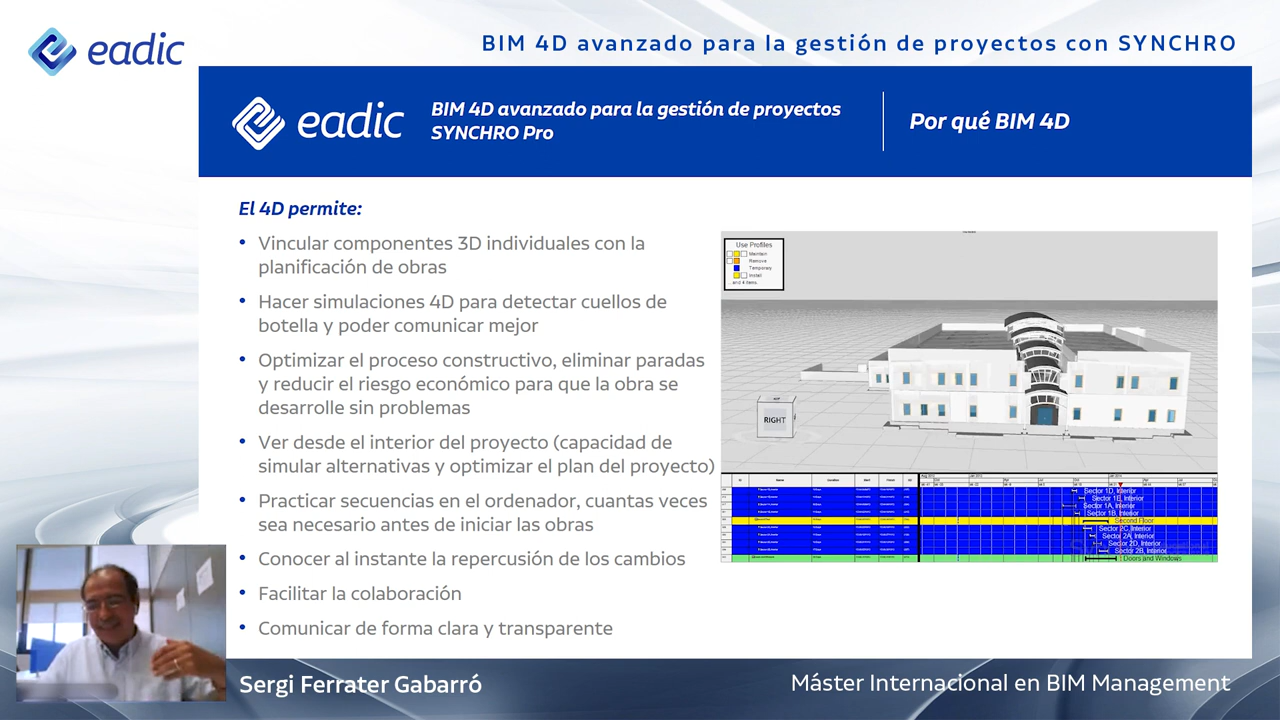 eadic
BIM 4D avanzado para la gestión de proyectos con SYNCHRO
eadic
BIM 4D avanzado para la gestión de proyectos
SYNCHRO Pro
Por qué BIM 4D
El 4D permite:
• Vincular componentes 3D individuales con la
planificación de obras
• Hacer simulaciones 4D para detectar cuellos de
botella y poder comunicar mejor
• Optimizar el proceso constructivo, eliminar paradas
y reducir el riesgo económico para que la obra se
desarrolle sin problemas
• Ver desde el interior del proyecto (capacidad de
simular alternativas y optimizar el plan del proyecto)
• Practicar secuencias en el ordenador, cuantas veces
sea necesario antes de iniciar las obras
• Conocer al instante la repercusión de los cambios
• Facilitar la colaboración
• Comunicar de forma clara y transparente
Use Profiles
Maintain
Remove
Temporary
Install
... and 4 items.
RIGHT
Name
Sector 1D, Interior
Sector 1E, Interior
Sector 1A, Interior
Sector 1B, Interior
Second Floor
Sector 2C, Interior
Sector 2A, Interior
Sector 2D, Interior
Sector 2B, Interior
Doors and Windows
Sergi Ferrater Gabarró
Máster Internacional en BIM Management